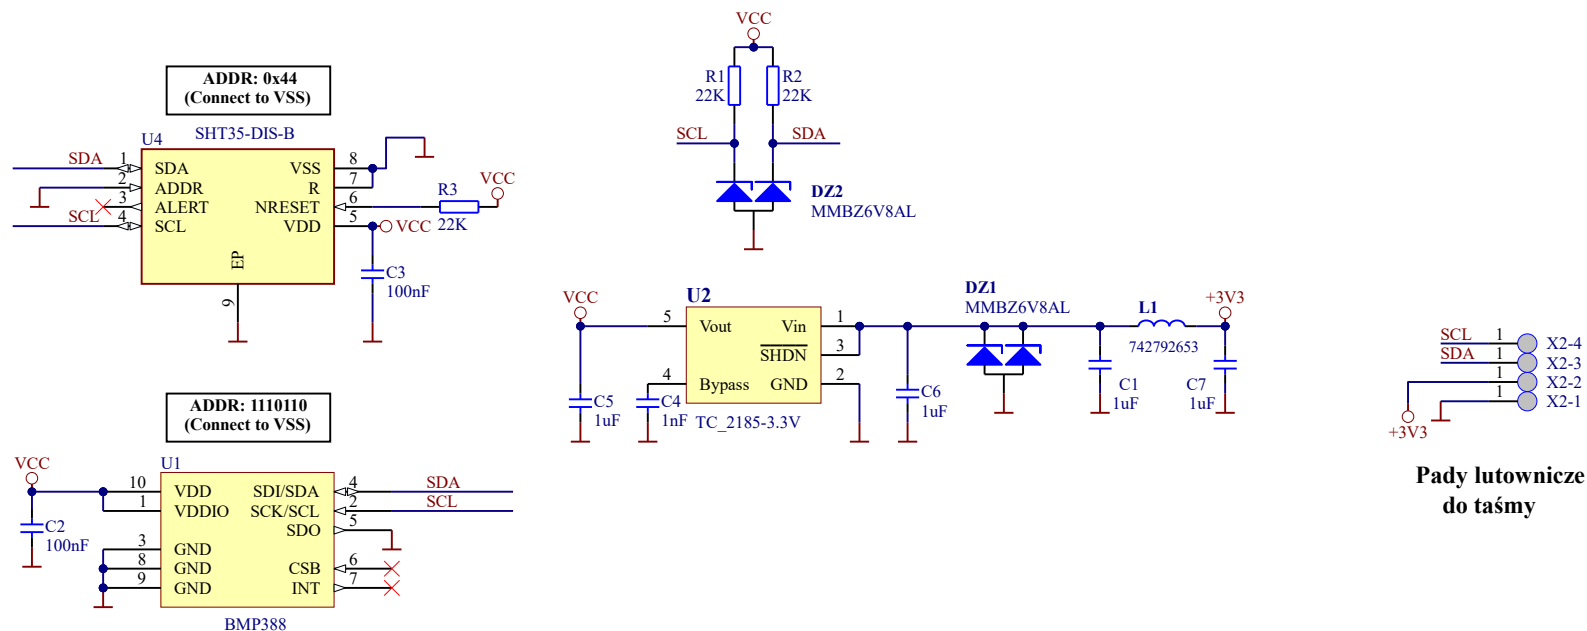 ADDR: 0x44
(Connect to VSS)
SHT35-DIS-B
U4
SDA 1 SDA VSS 8
2 ADDR R 7
3 ALERT NRESET 6 R3 22K VCC
SCL 4 SCL VDD 5 VCC
EP
9
C3
100nF
VCC
R1
22K
R2
22K
SCL
SDA
DZ2
MMBZ6V8AL
VCC
U2
5 Vout Vin 1
SHDN 3
4 Bypass GND 2
TC_2185-3.3V
C5
1uF
C4
1nF
C6
1uF
DZ1
MMBZ6V8AL
L1
742792653
+3V3
C1
1uF
C7
1uF
SCL 1 X2-4
SDA 1 X2-3
1 X2-2
1 X2-1
+3V3
Pady lutownicze
do taśmy
ADDR: 1110110
(Connect to VSS)
U1
VCC
10 VDD SDI/SDA 4 SDA
1 VDDIO SCK/SCL 2 SCL
SDO 5
3 GND
8 GND CSB 6
9 GND INT 7
C2
100nF
BMP388